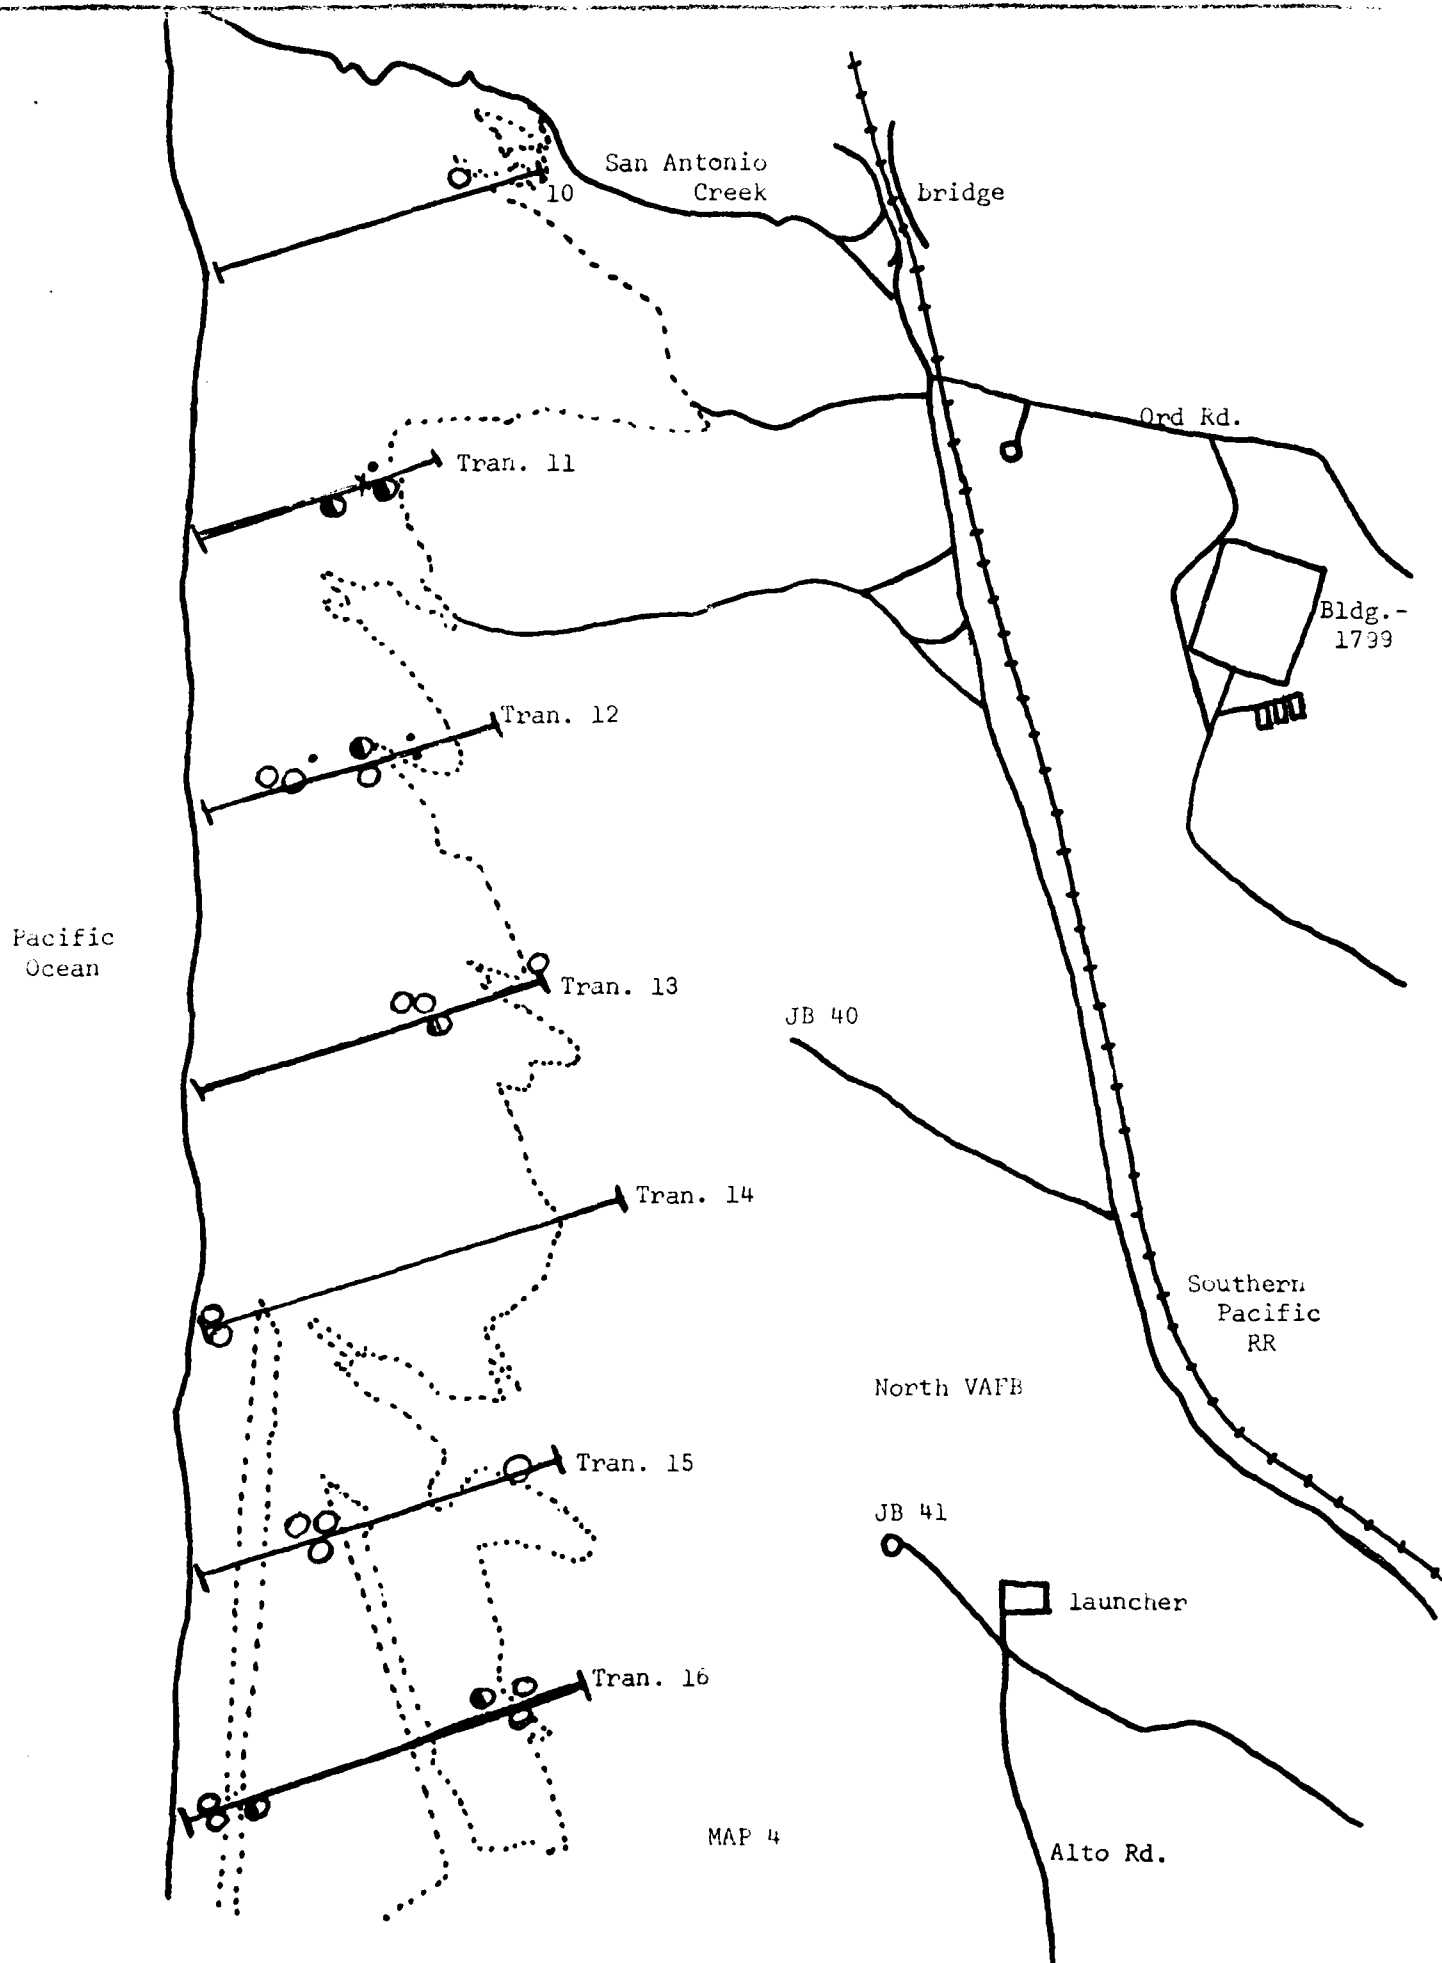 San Antonio
Creek
bridge
10
Ord Rd.
Tran. 11
Bldg.-
1799
Tran. 12
Pacific
Ocean
Tran. 13
JB 40
Tran. 14
Southern
Pacific
RR
North VAFB
Tran. 15
JB 41
launcher
Tran. 16
MAP 4
Alto Rd.